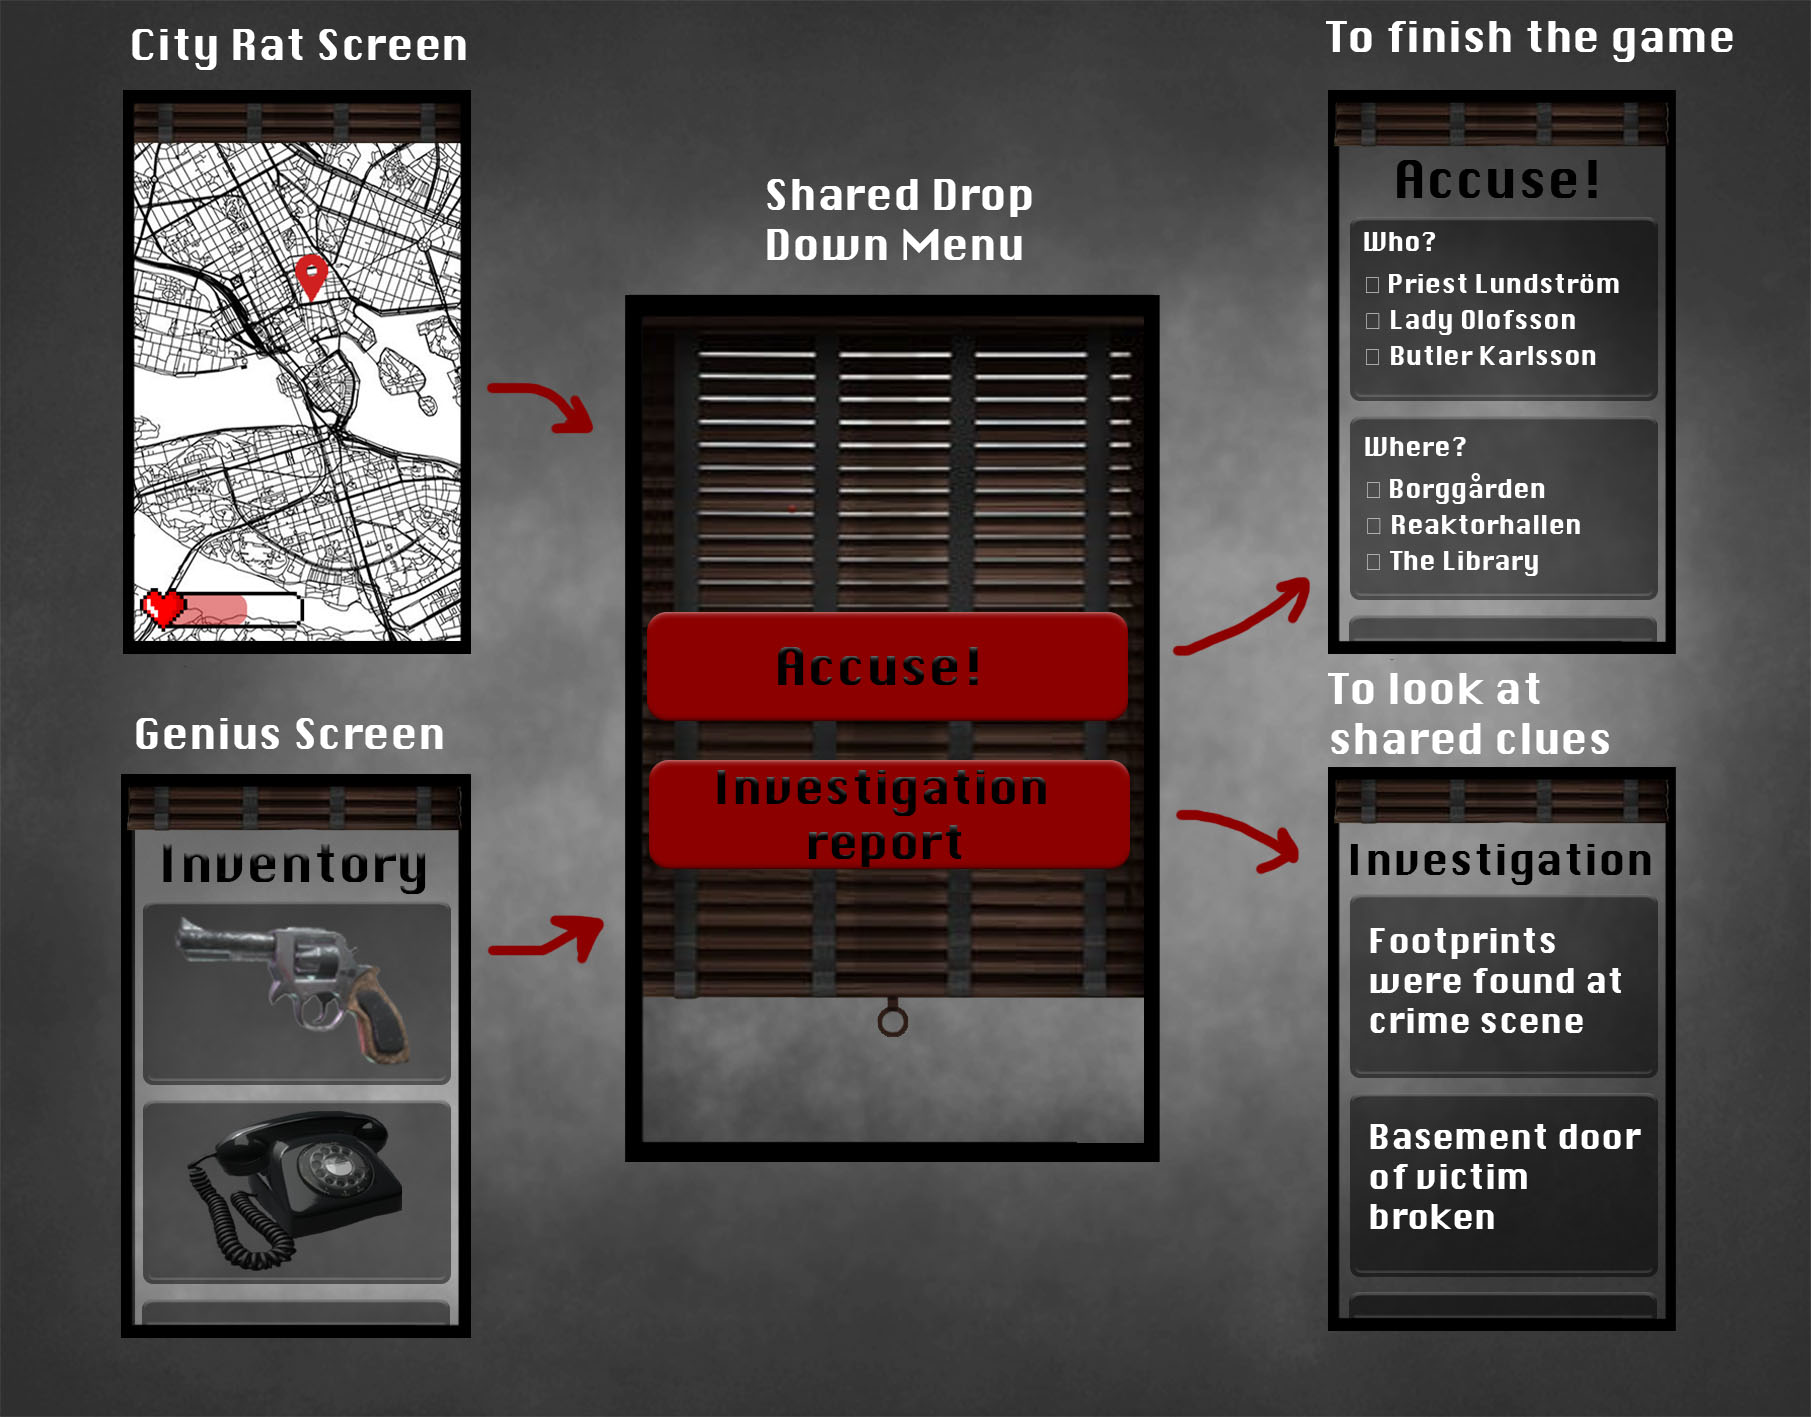 City Rat Screen
Shared Drop
Down Menu
To finish the game
Accuse!
Who?
Priest Lundström
Lady Olofsson
Butler Karlsson
Where?
Borggården
Reaktorhallen
The Library
Accuse!
Investigation
report
Genius Screen
Inventory
To look at
shared clues
Investigation
Footprints
were found at
crime scene
Basement door
of victim
broken